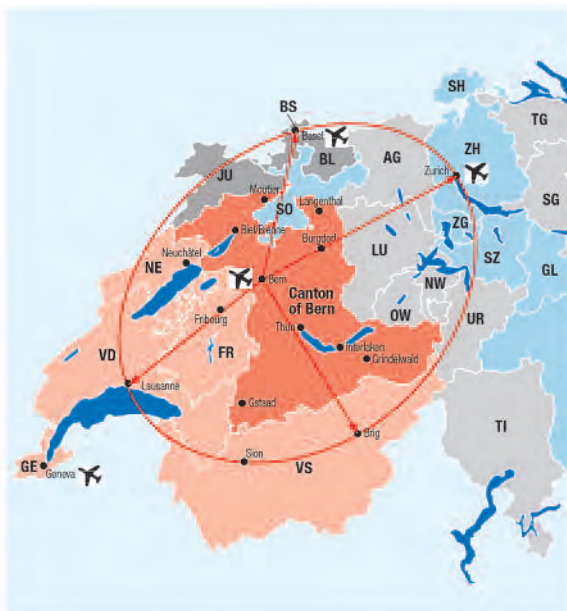 SH
BS
TG
Basel
ZH
BL
AG
Zurich
JU
Moutier
SG
Langenthal
SO
Biel/Bienne
ZG
Burgdorf
LU
SZ
Neuchâtel
GL
NE
Bern
NW
Canton
of Bern
Fribourg
OW
UR
Thun
VD
FR
Interlaken
Grindelwald
Lausanne
Gstaad
TI
Brig
Sion
VS
GE
Geneva